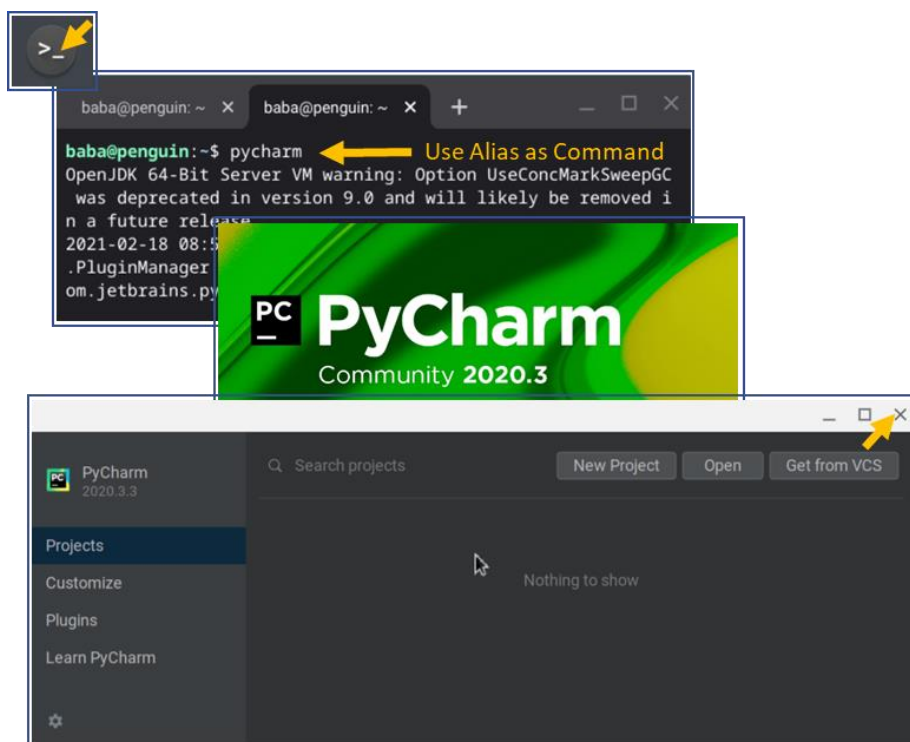 >_
baba@penguin: ~ × baba@penguin: ~ × +
baba@penguin:~$ pycharm Use Alias as Command
OpenJDK 64-Bit Server VM warning: Option UseConcMarkSweepGC
was deprecated in version 9.0 and will likely be removed i
n a future release
2021-02-18 08:5
.PluginManager
om.jetbrains.py
PC PyCharm
Community 2020.3
PC PyCharm
2020.3.3
Search projects New Project Open Get from VCS
Projects
Customize
Nothing to show
Plugins
Learn PyCharm